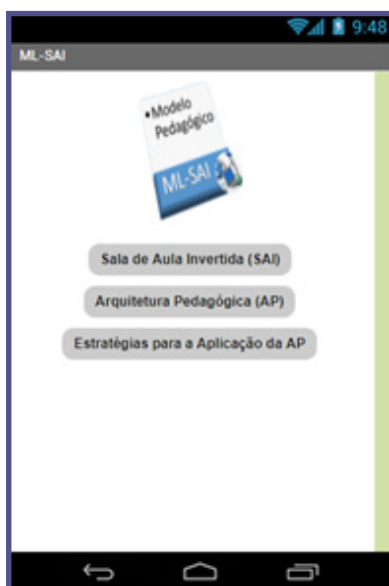 9:48
ML-SAI
•Modelo
Pedagógico
ML-SAI
Sala de Aula Invertida (SAI)
Arquitetura Pedagógica (AP)
Estratégias para a Aplicação da AP